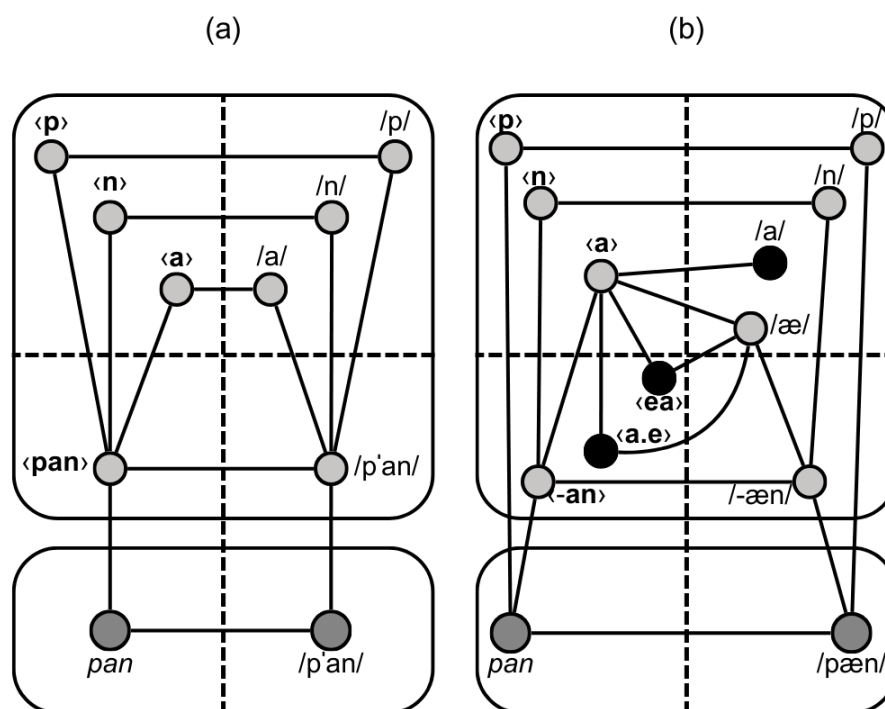 (a)
(b)
‹p› /p/
‹n› /n/
‹a› /a/
‹pan› /pˈan/
pan /pˈan/
‹p› /p/
‹n› /n/
‹a› /a/
/æ/
‹ea›
‹a.e›
‹-an› /-æn/
pan /pæn/